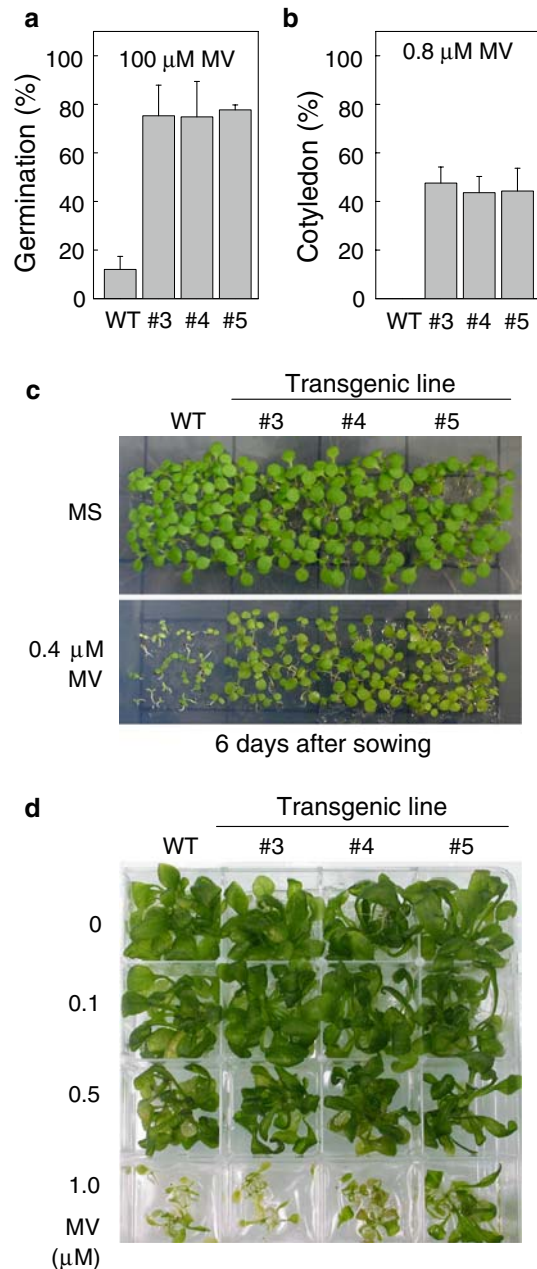 a
100 μM MV
Germination (%)
100
80
60
40
20
0
WT #3 #4 #5
b
0.8 μM MV
Cotyledon (%)
100
80
60
40
20
0
WT #3 #4 #5
c
Transgenic line
WT #3 #4 #5
MS
0.4 μM
MV
6 days after sowing
d
Transgenic line
WT #3 #4 #5
0
0.1
0.5
1.0
MV
(μM)